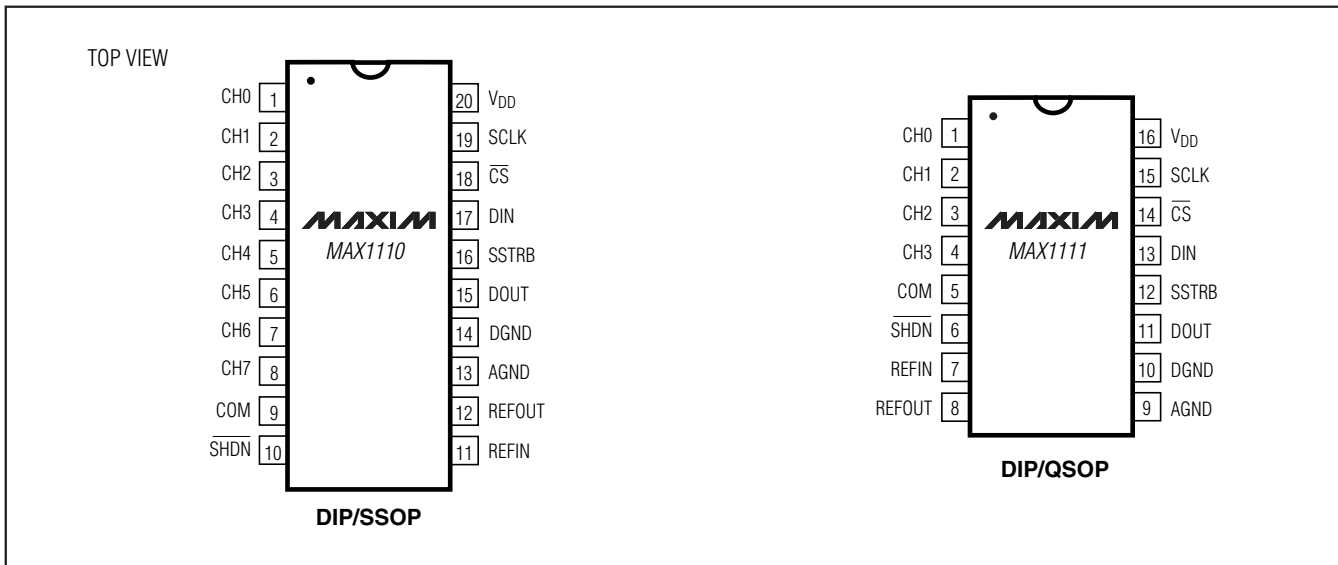 TOP VIEW
CH0 1
CH1 2
CH2 3
CH3 4
CH4 5
CH5 6
CH6 7
CH7 8
COM 9
SHDN 10
MAXIM
MAX1110
20 VDD
19 SCLK
18 CS
17 DIN
16 SSTRB
15 DOUT
14 DGND
13 AGND
12 REFOUT
11 REFIN
DIP/SSOP
CH0 1
CH1 2
CH2 3
CH3 4
COM 5
SHDN 6
REFIN 7
REFOUT 8
MAXIM
MAX1111
16 VDD
15 SCLK
14 CS
13 DIN
12 SSTRB
11 DOUT
10 DGND
9 AGND
DIP/QSOP